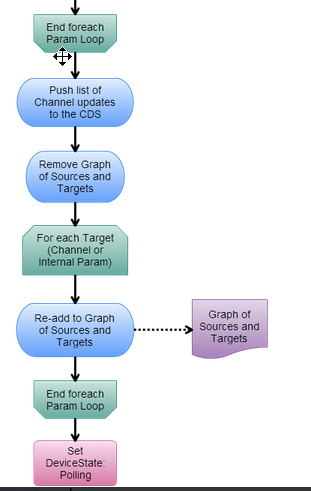 End foreach
Param Loop
Push list of
Channel updates
to the CDS
Remove Graph
of Sources and
Targets
For each Target
(Channel or
Internal Param)
Re-add to Graph
of Sources and
Targets
Graph of
Sources and
Targets
End foreach
Param Loop
Set
DeviceState:
Polling